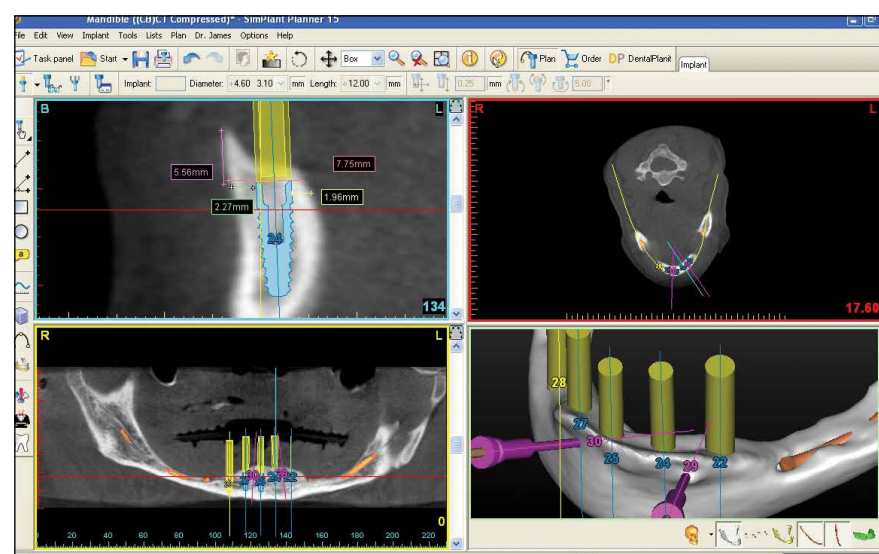 Mandible ((CB)CT Compressed)* - SimPlant Planner 15
File Edit View Implant Tools Lists Plan Dr. James Options Help
Task panel Start Box Plan Order DP DentalPlanit Implant
Implant: Diameter: 4.60 3.10 mm Length: 12.00 mm 0.25 mm 5.00 °
B L
5.56mm
7.75mm
2.27mm
1.96mm
24
134
R L
17.60
R L
0
20 40 60 80 100 120 140 160 180 200 220
28
27
30
25
24
29
22